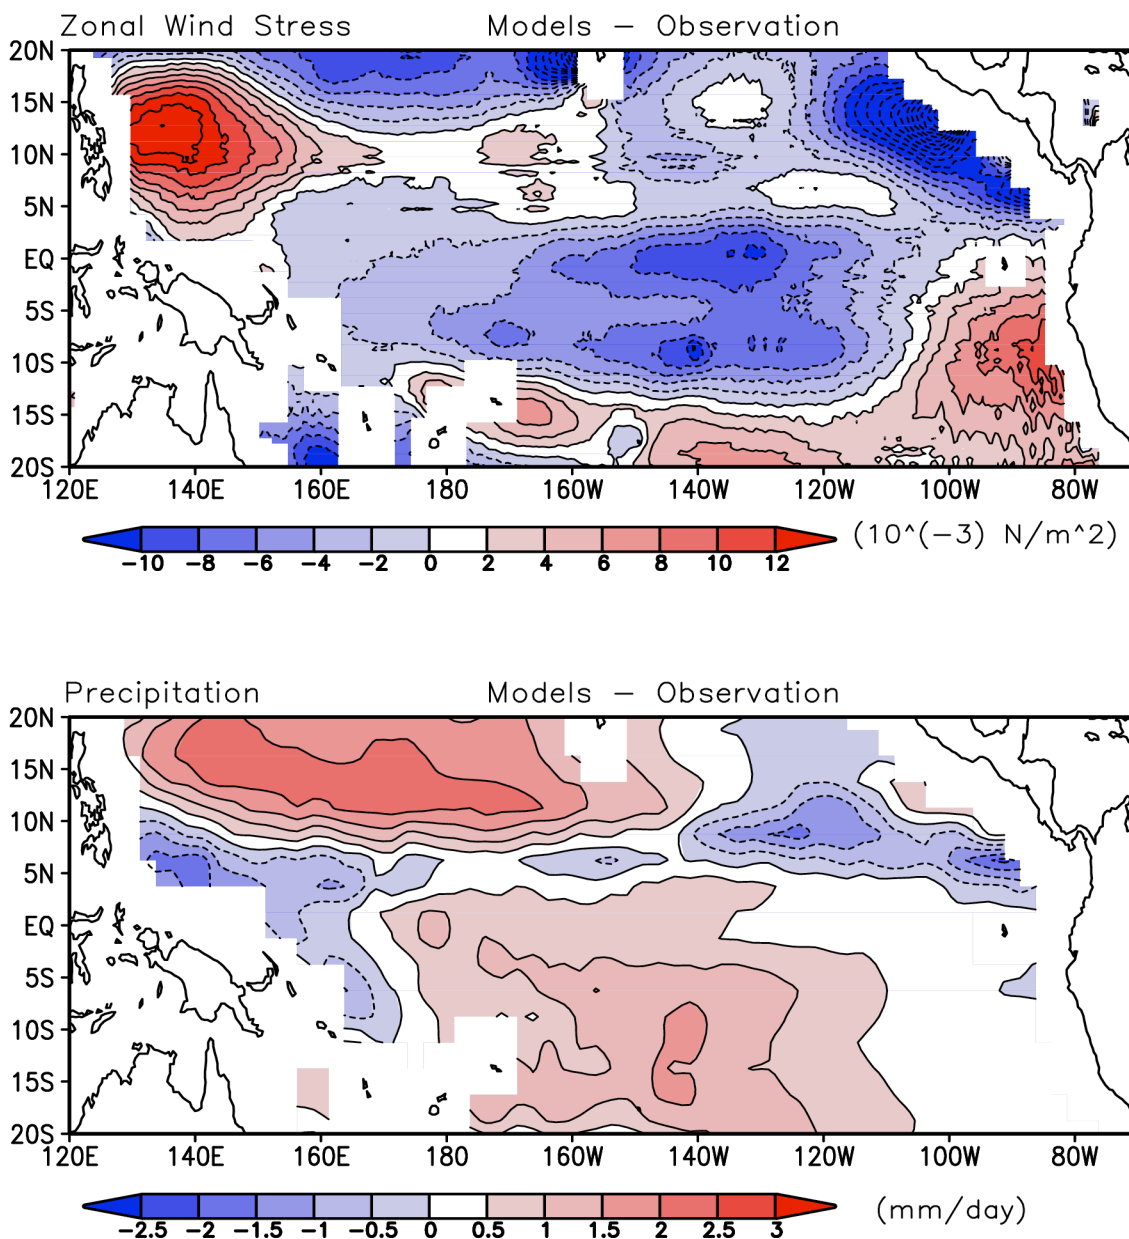 Zonal Wind Stress Models − Observation
20N
15N
10N
5N
EQ
5S
10S
15S
20S
120E 140E 160E 180 160W 140W 120W 100W 80W
−10 −8 −6 −4 −2 0 2 4 6 8 10 12
(10^(−3) N/m^2)
Precipitation Models − Observation
20N
15N
10N
5N
EQ
5S
10S
15S
20S
120E 140E 160E 180 160W 140W 120W 100W 80W
−2.5 −2 −1.5 −1 −0.5 0 0.5 1 1.5 2 2.5 3
(mm/day)